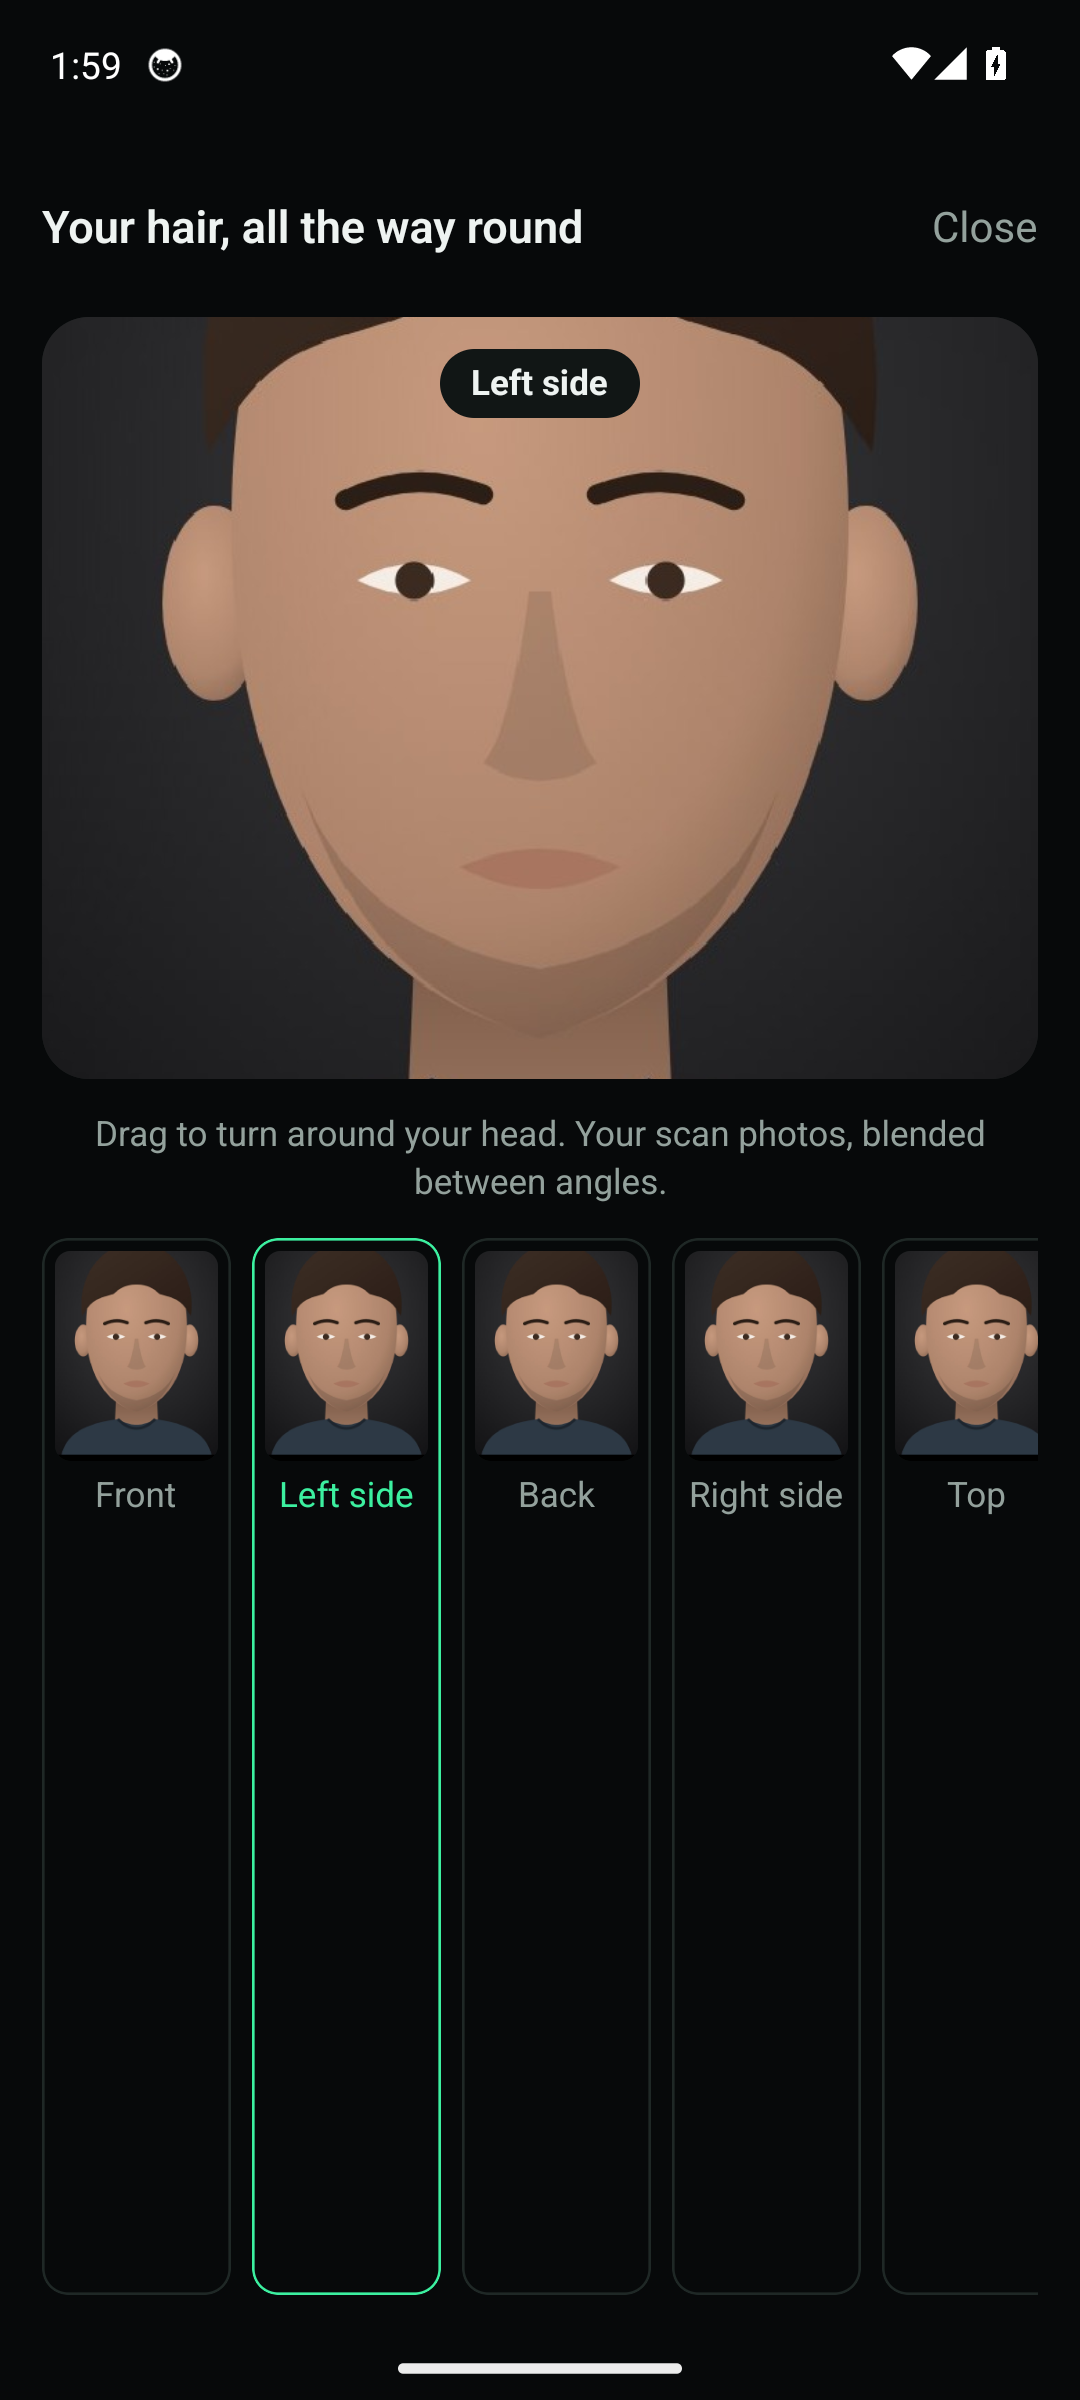 1:59
Your hair, all the way round
Close
Left side
Drag to turn around your head. Your scan photos, blended
between angles.
Front
Left side
Back
Right side
Top